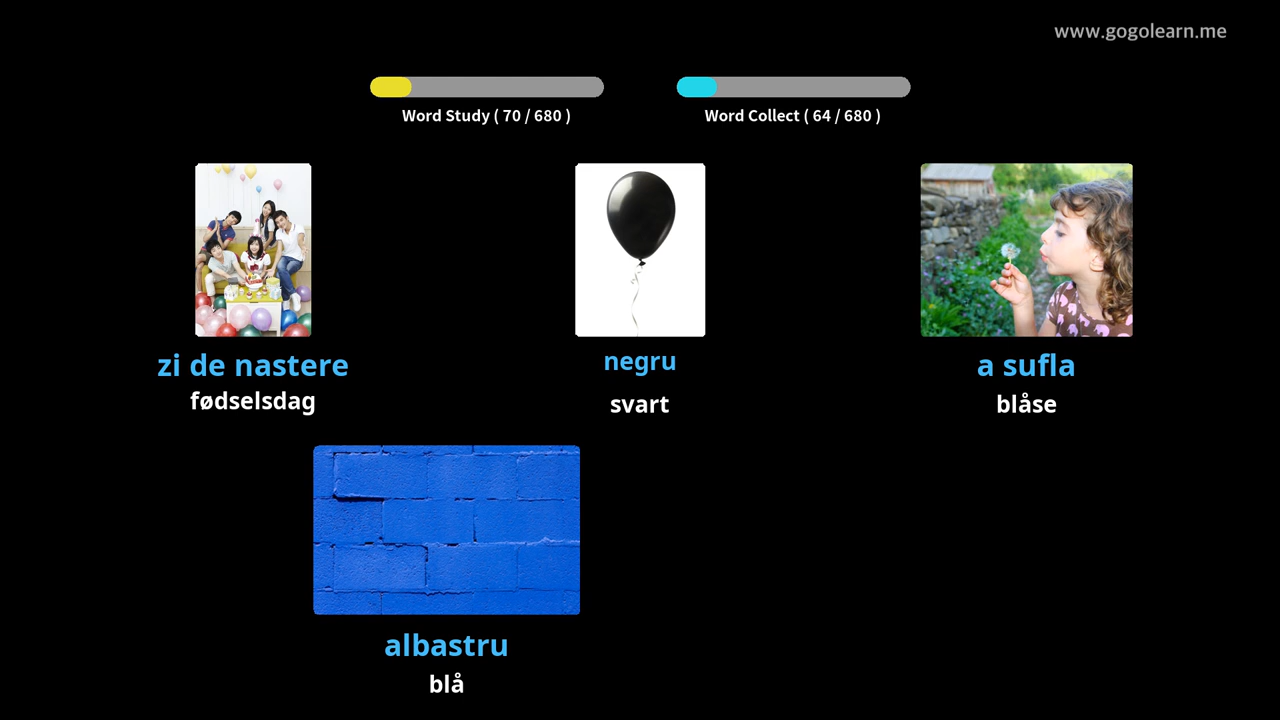 www.gogolearn.me
Word Study ( 70 / 680 )
Word Collect ( 64 / 680 )
zi de nastere
fødselsdag
negru
svart
a sufla
blåse
albastru
blå